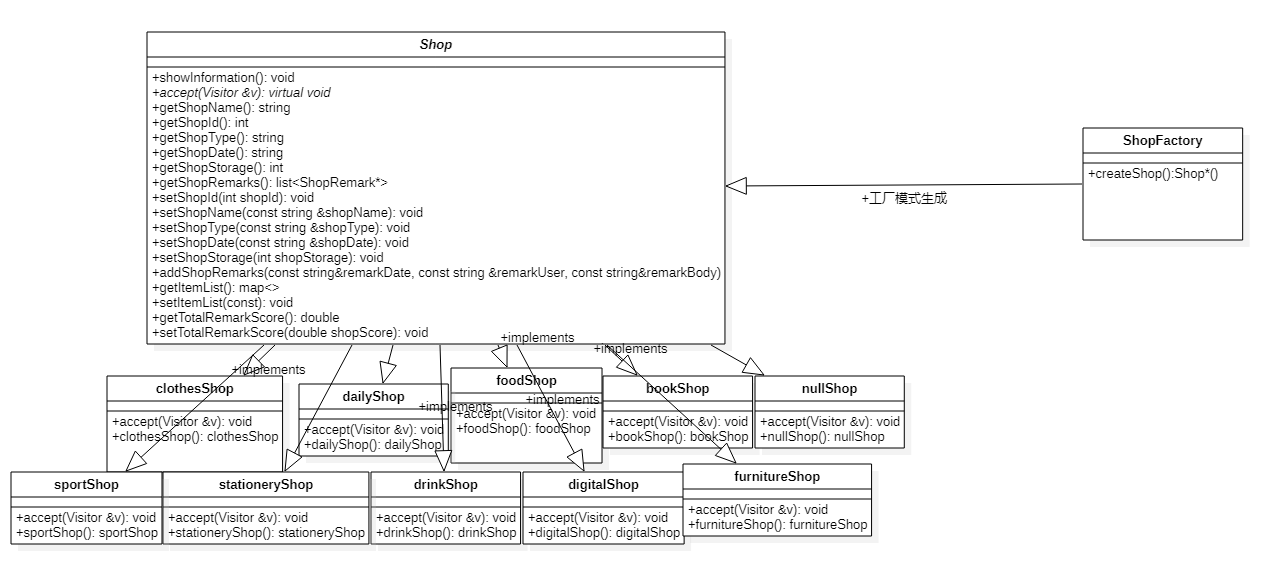 Shop
+showInformation(): void
+accept(Visitor &v): virtual void
+getShopName(): string
+getShopId(): int
+getShopType(): string
+getShopDate(): string
+getShopStorage(): int
+getShopRemarks(): list<ShopRemark*>
+setShopId(int shopId): void
+setShopName(const string &shopName): void
+setShopType(const string &shopType): void
+setShopDate(const string &shopDate): void
+setShopStorage(int shopStorage): void
+addShopRemarks(const string&remarkDate, const string &remarkUser, const string&remarkBody)
+getItemList(): map<>
+setItemList(const): void
+getTotalRemarkScore(): double
+setTotalRemarkScore(double shopScore): void
ShopFactory
+createShop():Shop*()
+工厂模式生成
+implements
+implements
+implements
+implements
+implements
clothesShop
+accept(Visitor &v): void
+clothesShop(): clothesShop
dailyShop
+accept(Visitor &v): void
+dailyShop(): dailyShop
foodShop
+accept(Visitor &v): void
+foodShop(): foodShop
bookShop
+accept(Visitor &v): void
+bookShop(): bookShop
nullShop
+accept(Visitor &v): void
+nullShop(): nullShop
sportShop
+accept(Visitor &v): void
+sportShop(): sportShop
stationeryShop
+accept(Visitor &v): void
+stationeryShop(): stationeryShop
drinkShop
+accept(Visitor &v): void
+drinkShop(): drinkShop
digitalShop
+accept(Visitor &v): void
+digitalShop(): digitalShop
furnitureShop
+accept(Visitor &v): void
+furnitureShop(): furnitureShop